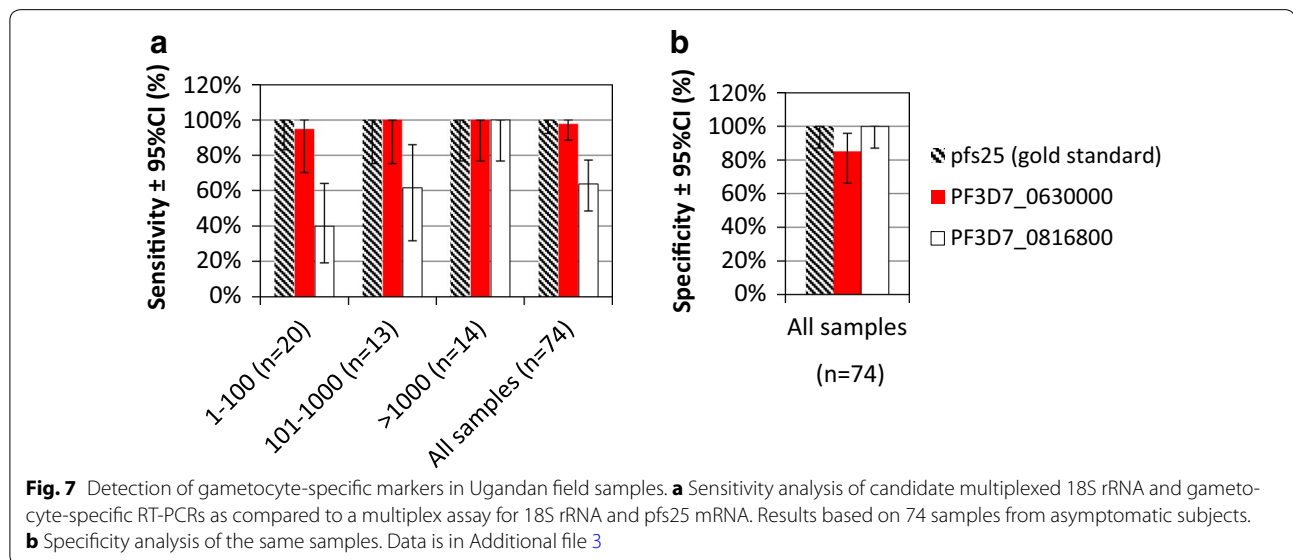 a
Sensitivity ± 95%CI (%)
120%
100%
80%
60%
40%
20%
0%
1-100 (n=20)
101-1000 (n=13)
>1000 (n=14)
All samples (n=74)
b
Specificity ± 95%CI (%)
120%
100%
80%
60%
40%
20%
0%
All samples
(n=74)
pfs25 (gold standard)
PF3D7_0630000
PF3D7_0816800
Fig. 7 Detection of gametocyte-specific markers in Ugandan field samples. a Sensitivity analysis of candidate multiplexed 18S rRNA and gameto-
cyte-specific RT-PCRs as compared to a multiplex assay for 18S rRNA and pfs25 mRNA. Results based on 74 samples from asymptomatic subjects.
b Specificity analysis of the same samples. Data is in Additional file 3